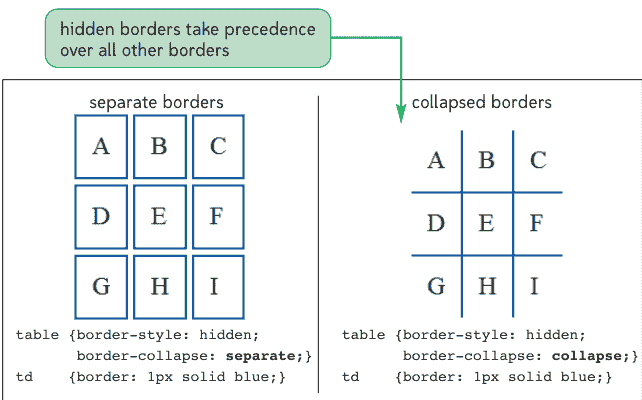 hidden borders take precedence
over all other borders
separate borders
A B C
D E F
G H I
table {border-style: hidden;
border-collapse: separate;}
td {border: 1px solid blue;}
collapsed borders
A B C
D E F
G H I
table {border-style: hidden;
border-collapse: collapse;}
td {border: 1px solid blue;}